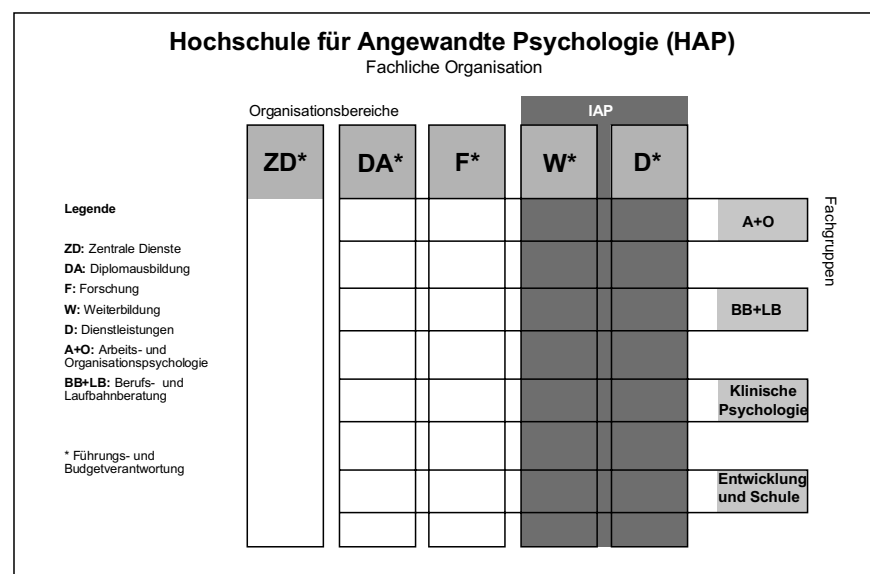 Hochschule für Angewandte Psychologie (HAP)
Fachliche Organisation
Organisationsbereiche
IAP
ZD*
DA*
F*
W*
D*
Legende
ZD: Zentrale Dienste
DA: Diplomausbildung
F: Forschung
W: Weiterbildung
D: Dienstleistungen
A+O: Arbeits- und
Organisationspsychologie
BB+LB: Berufs- und
Laufbahnberatung
* Führungs- und
Budgetverantwortung
A+O
BB+LB
Klinische
Psychologie
Entwicklung
und Schule
Fachgruppen